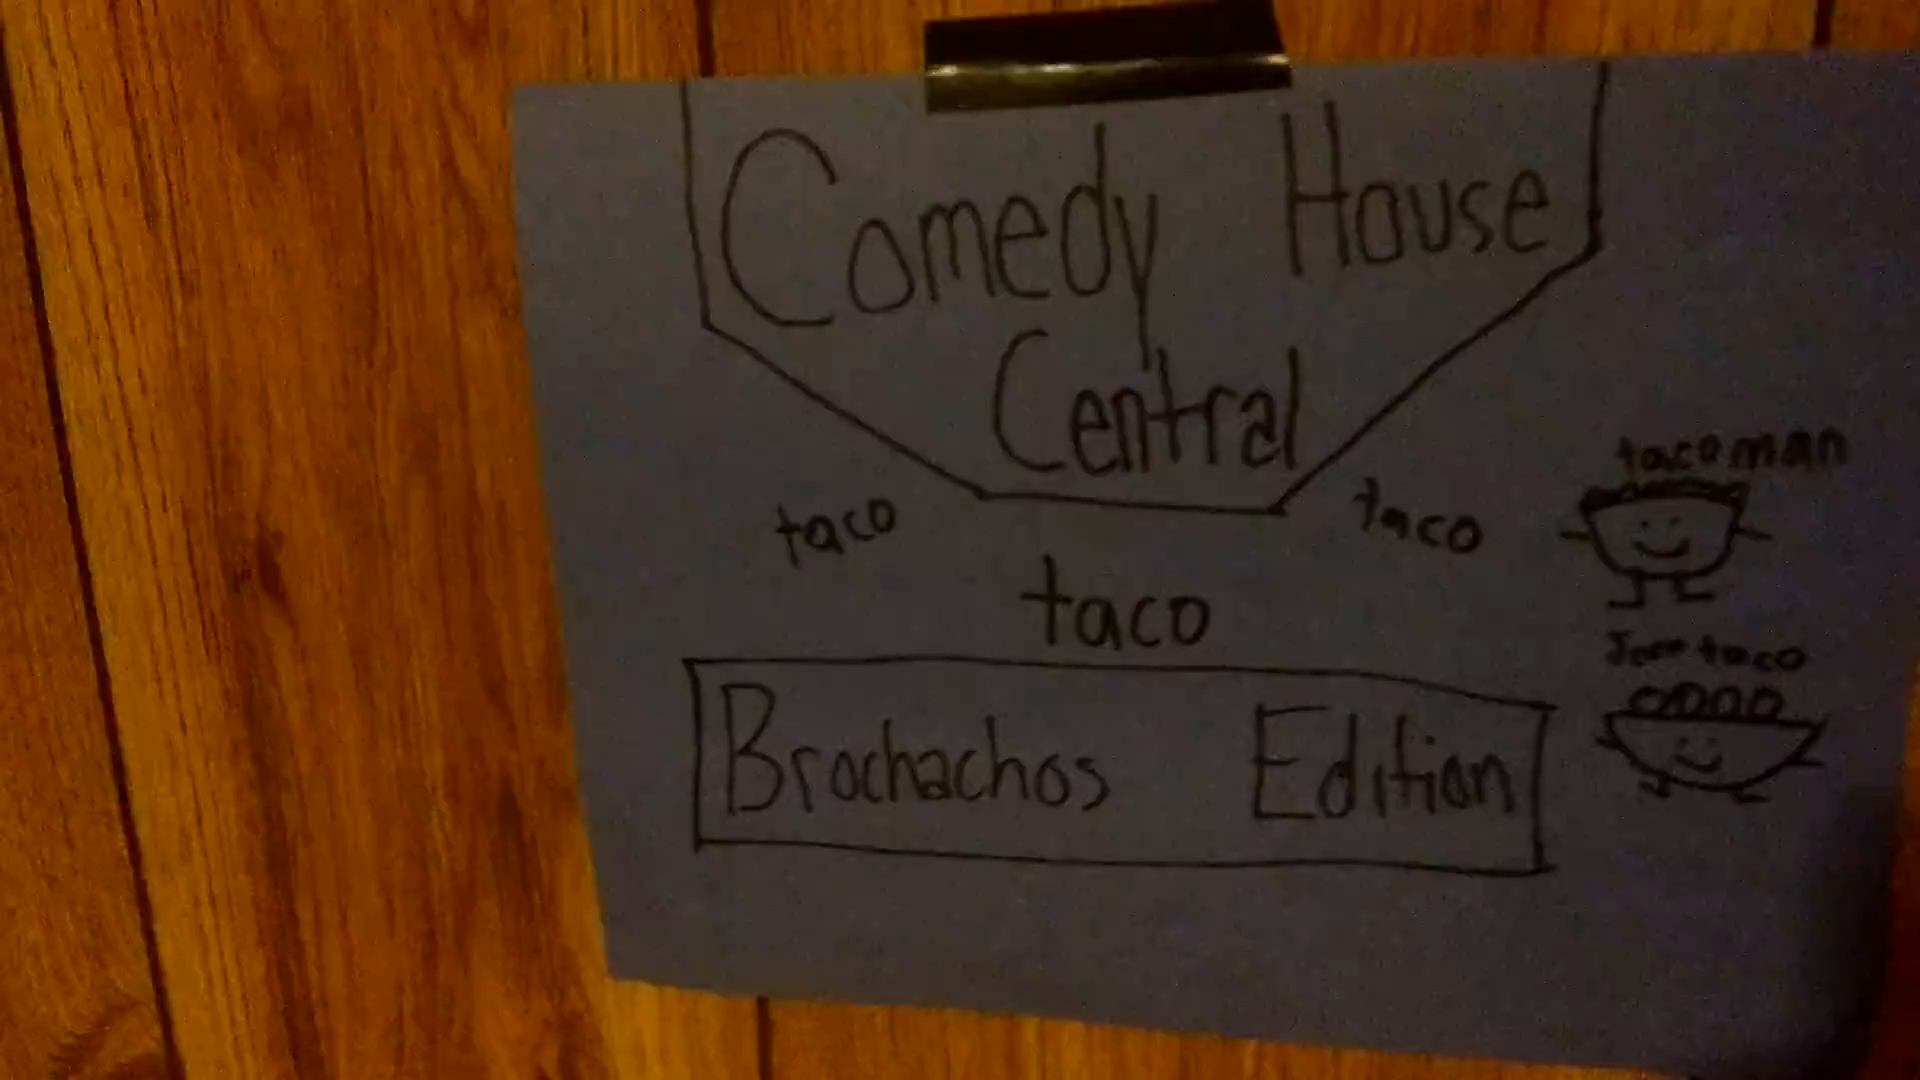 Comedy House
Central
taco
taco
taco
tacoman
taco
Brochachos Edition